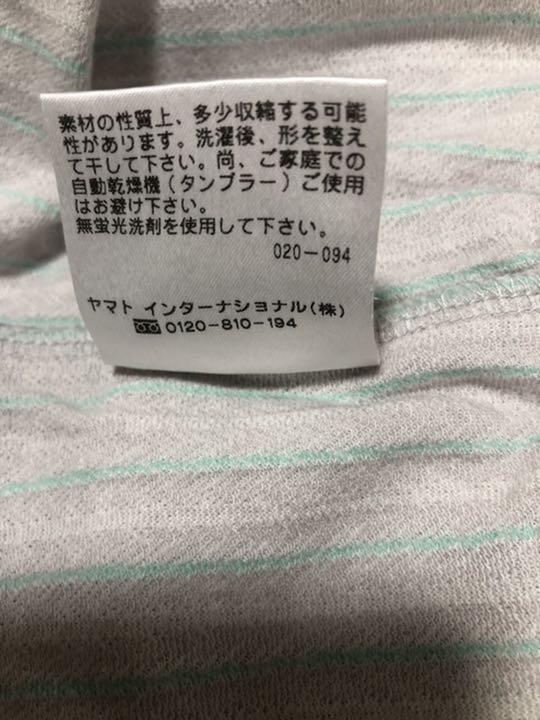 素材の性質上、多少収縮する可能
性があります。洗濯後、形を整え
て干して下さい。尚、ご家庭での
自動乾燥機(タンブラー)ご使用
はお避け下さい。
無蛍光洗剤を使用して下さい。
020-094
ヤマト インターナショナル(株)
0120-810-194